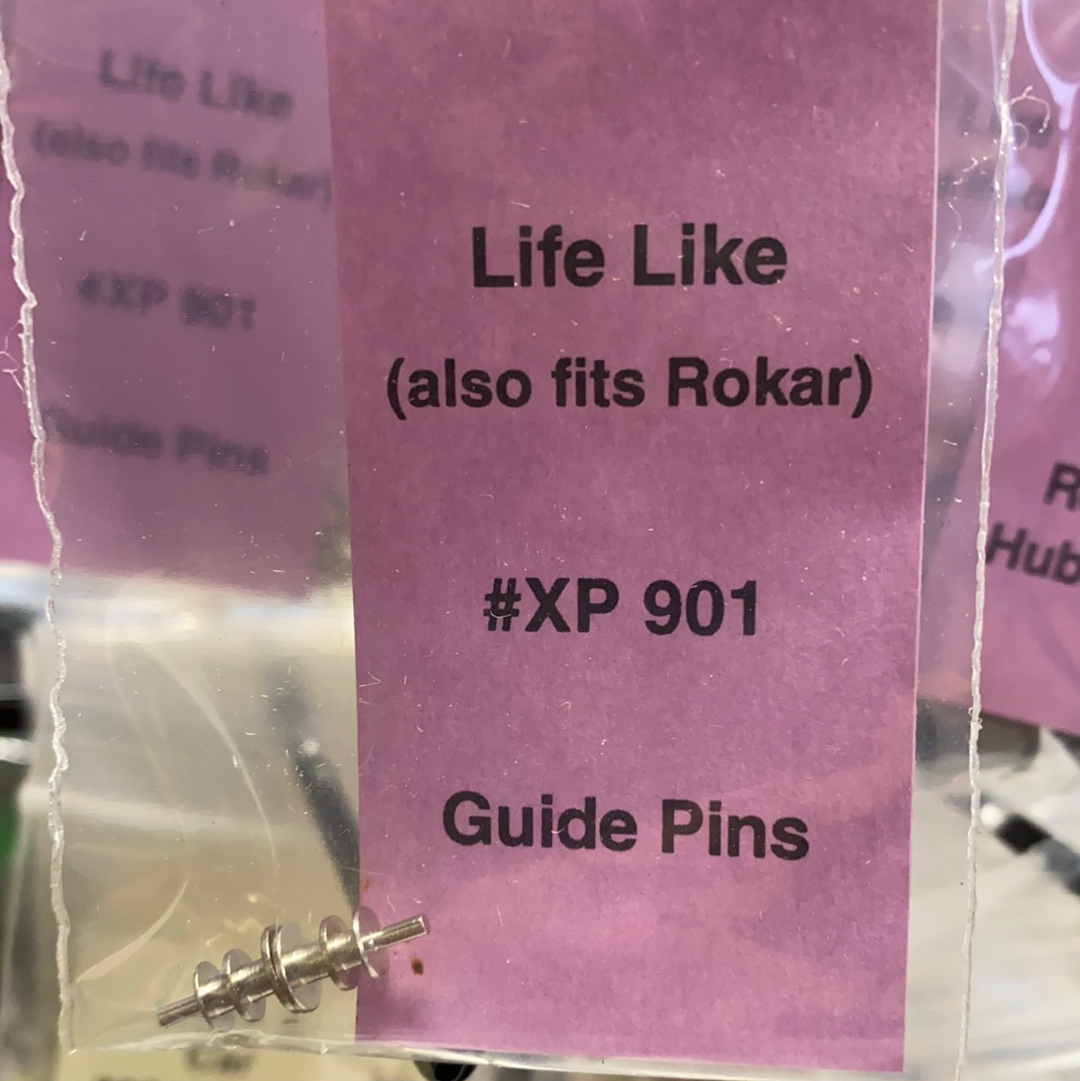 Life Like
(also fits Rokar)
#XP 901
Guide Pins
Life Like
(also fits Rokar)
#XP 901
Guide Pins
Hub